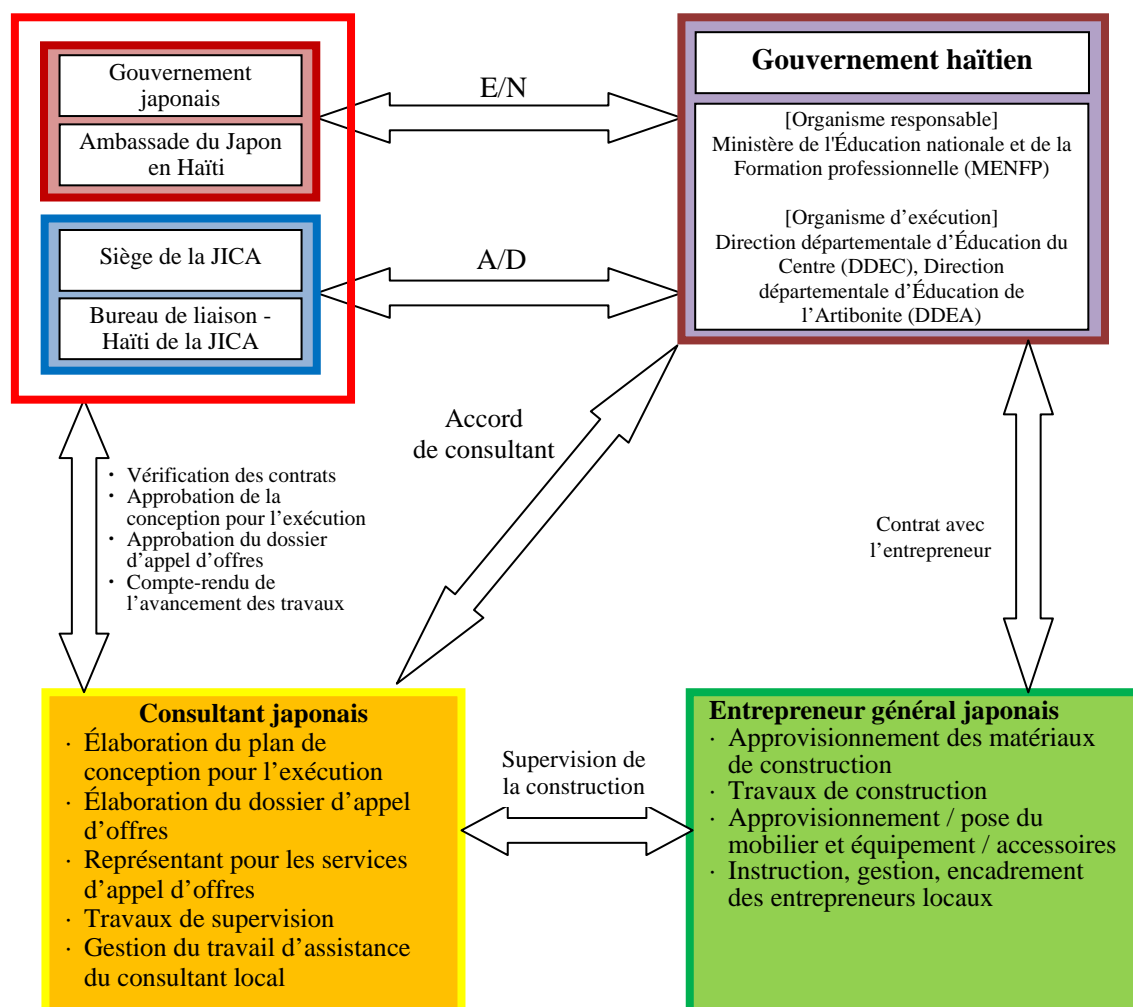 Gouvernement
japonais
Ambassade du Japon
en Haïti
Siège de la JICA
Bureau de liaison -
Haïti de la JICA
E/N
A/D
Gouvernement haïtien
[Organisme responsable]
Ministère de l'Éducation nationale et de la
Formation professionnelle (MENFP)
[Organisme d’exécution]
Direction départementale d’Éducation du
Centre (DDEC), Direction
départementale d’Éducation de
l’Artibonite (DDEA)
Accord
de consultant
・ Vérification des contrats
・ Approbation de la
conception pour l’exécution
・ Approbation du dossier
d’appel d’offres
・ Compte-rendu de
l’avancement des travaux
Contrat avec
l’entrepreneur
Consultant japonais
· Élaboration du plan de
conception pour l’exécution
· Élaboration du dossier d’appel
d’offres
· Représentant pour les services
d’appel d’offres
· Travaux de supervision
· Gestion du travail d’assistance
du consultant local
Supervision de
la construction
Entrepreneur général japonais
· Approvisionnement des matériaux
de construction
· Travaux de construction
· Approvisionnement / pose du
mobilier et équipement / accessoires
· Instruction, gestion, encadrement
des entrepreneurs locaux